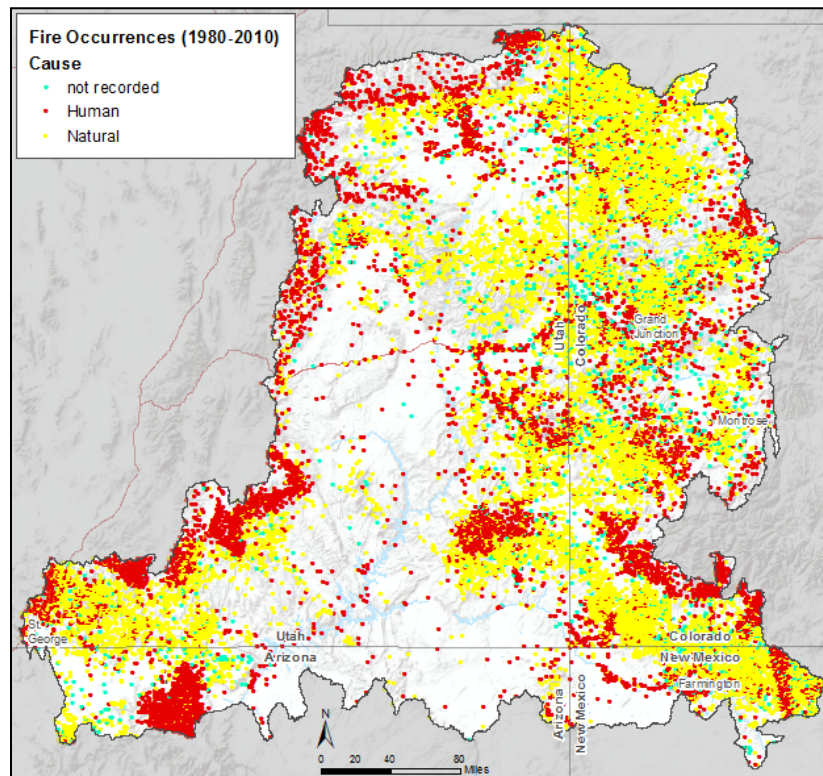 Fire Occurrences (1980-2010)
Cause
not recorded
Human
Natural
Utah
Colorado
Grand
Junction
Montrose
St.
George
Utah
Arizona
Colorado
New Mexico
Farmington
Arizona
New Mexico
N
0 20 40 80
Miles